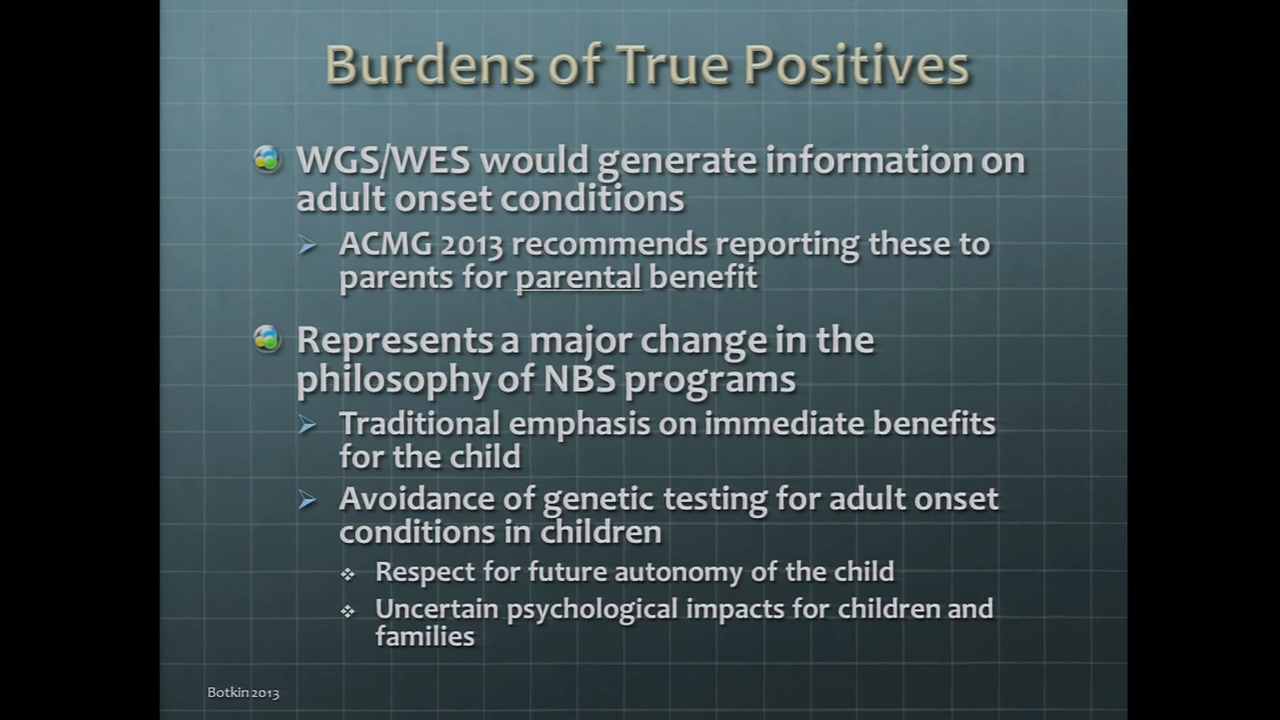 Burdens of True Positives
WGS/WES would generate information on
adult onset conditions
ACMG 2013 recommends reporting these to
parents for parental benefit
Represents a major change in the
philosophy of NBS programs
Traditional emphasis on immediate benefits
for the child
Avoidance of genetic testing for adult onset
conditions in children
Respect for future autonomy of the child
Uncertain psychological impacts for children and
families
Botkin 2013